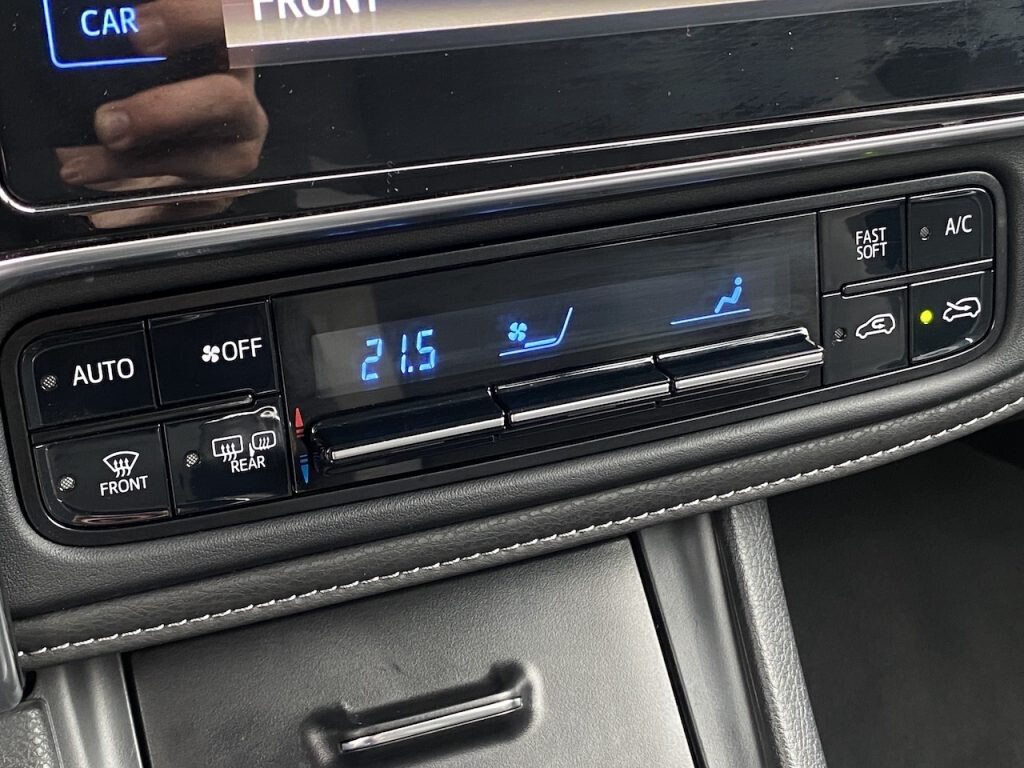 CAR
FRONT
FAST
SOFT
A/C
21.5
AUTO
OFF
FRONT
REAR